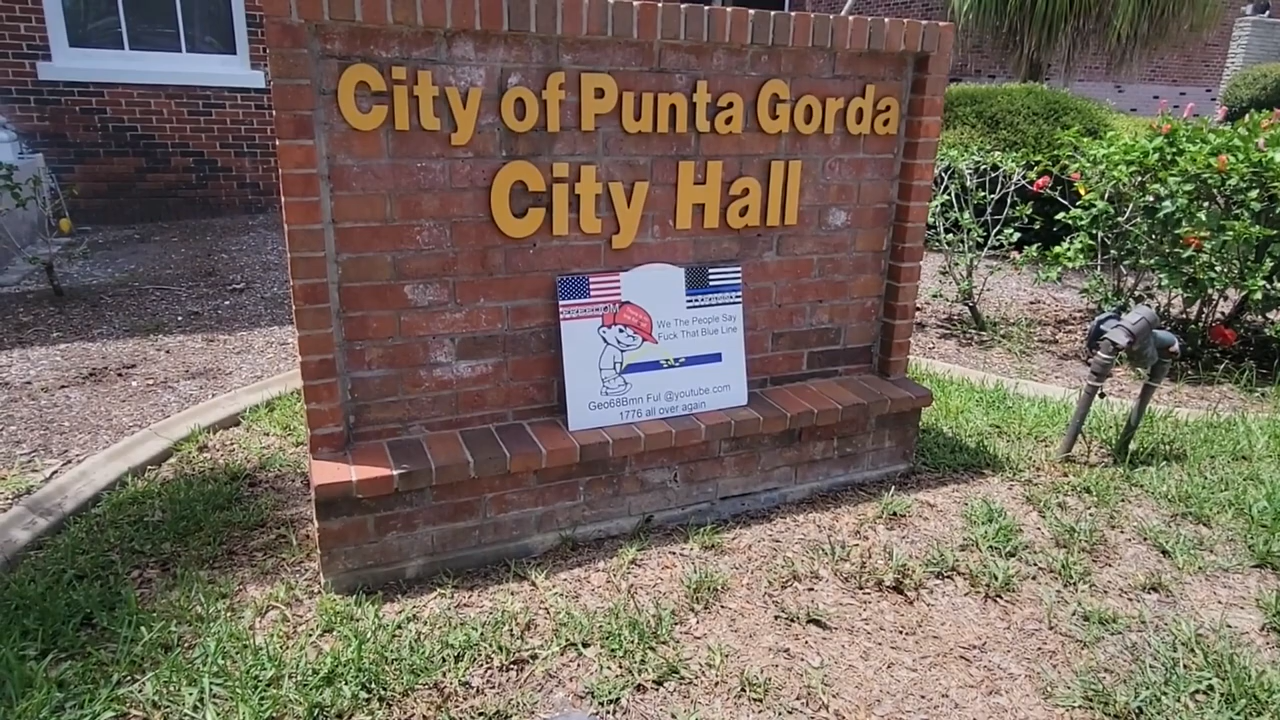 City of Punta Gorda
City Hall
FREEDOM
TYRANNY
We The People Say
Fuck That Blue Line
Geo68Bmn Ful @youtube.com
1776 all over again